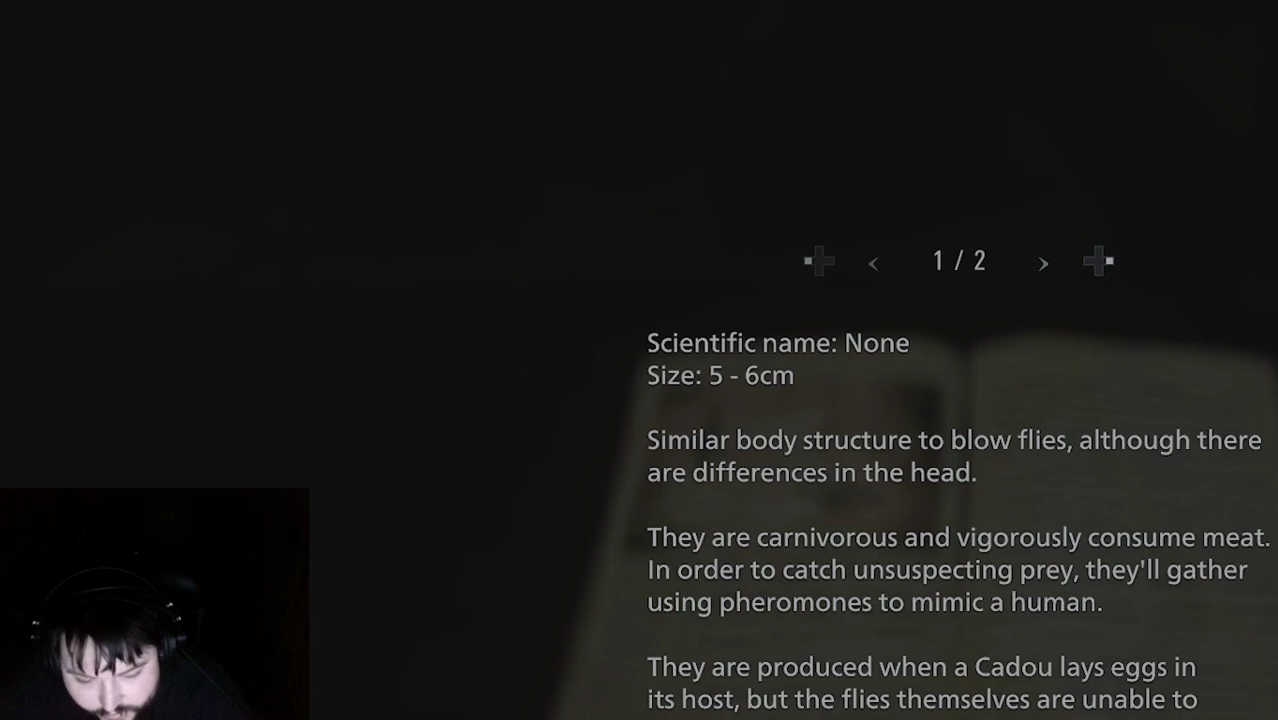 1 / 2
Scientific name: None
Size: 5 - 6cm
Similar body structure to blow flies, although there
are differences in the head.
They are carnivorous and vigorously consume meat.
In order to catch unsuspecting prey, they'll gather
using pheromones to mimic a human.
They are produced when a Cadou lays eggs in
its host, but the flies themselves are unable to